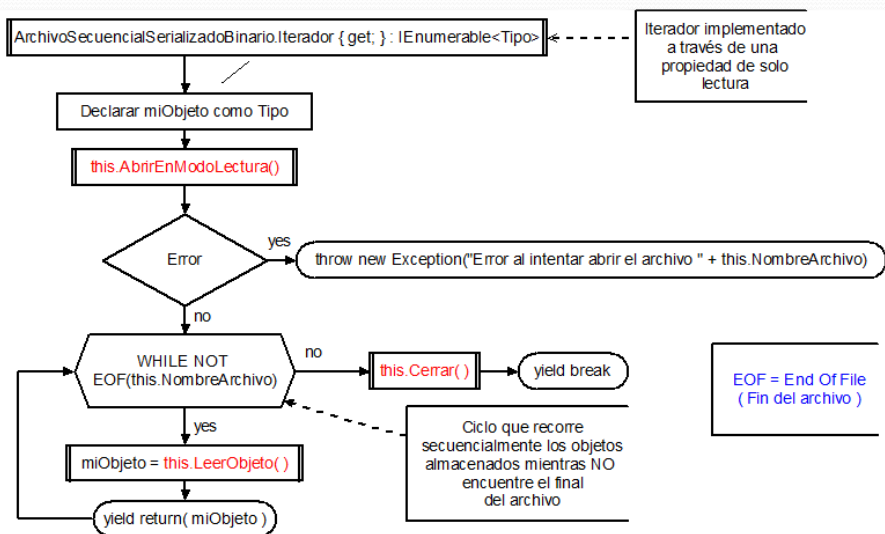 ArchivoSecuencialSerializadoBinario.Iterador { get; } : IEnumerable<Tipo>
Iterador implementado
a través de una
propiedad de solo
lectura
Declarar miObjeto como Tipo
this.AbrirEnModoLectura()
Error
yes
throw new Exception("Error al intentar abrir el archivo " + this.NombreArchivo)
no
WHILE NOT
EOF(this.NombreArchivo)
no
this.Cerrar( )
yield break
EOF = End Of File
( Fin del archivo )
yes
Ciclo que recorre
secuencialmente los objetos
almacenados mientras NO
encuentre el final
del archivo
miObjeto = this.LeerObjeto( )
yield return( miObjeto )